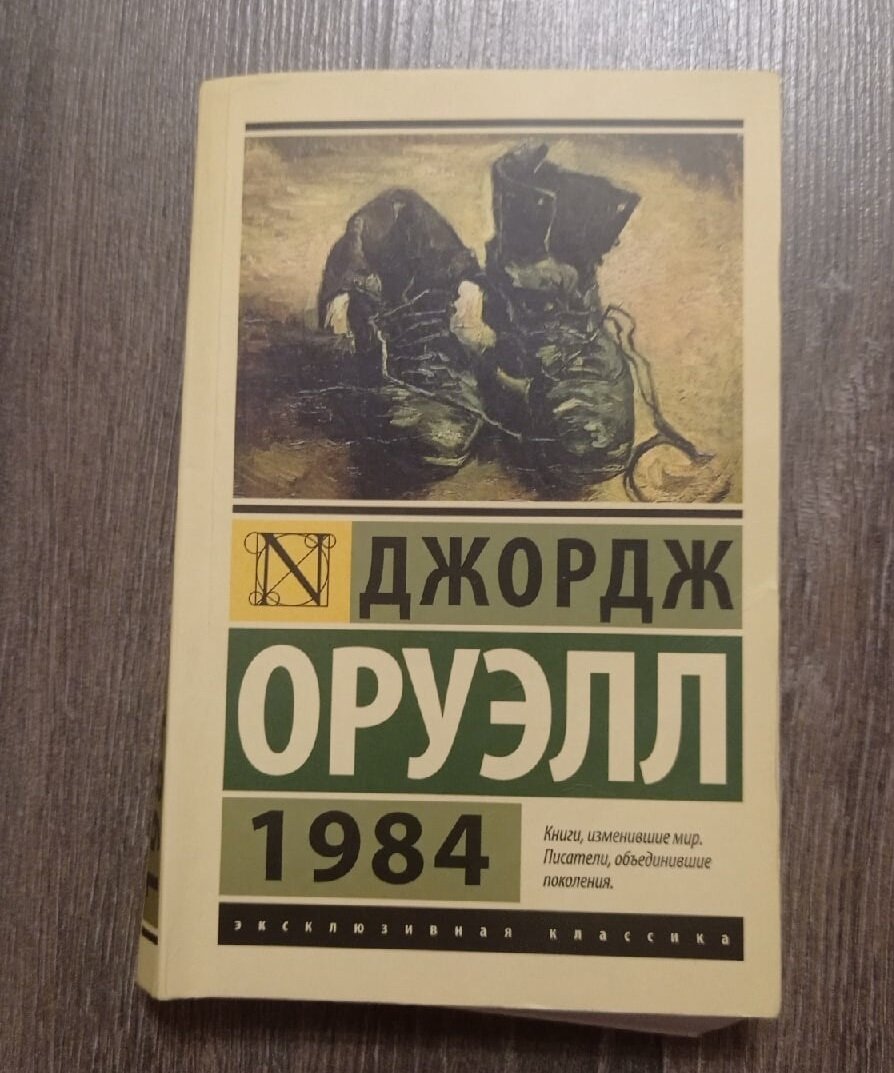 N
ДЖОРДЖ
ОРУЭЛЛ
1984
Книги, изменившие мир.
Писатели, объединившие
поколения.
эксклюзивная классика